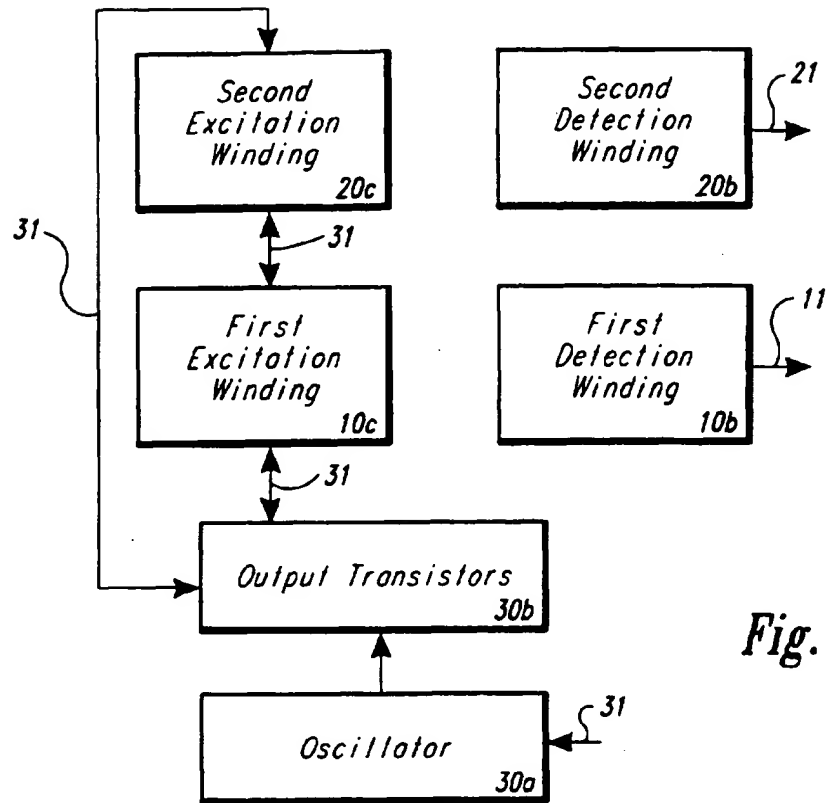 Second
Excitation
Winding
20c
Second
Detection
Winding
20b
21
31
31
First
Excitation
Winding
10c
First
Detection
Winding
10b
11
31
Output Transistors
30b
Fig.
Oscillator
30a
31